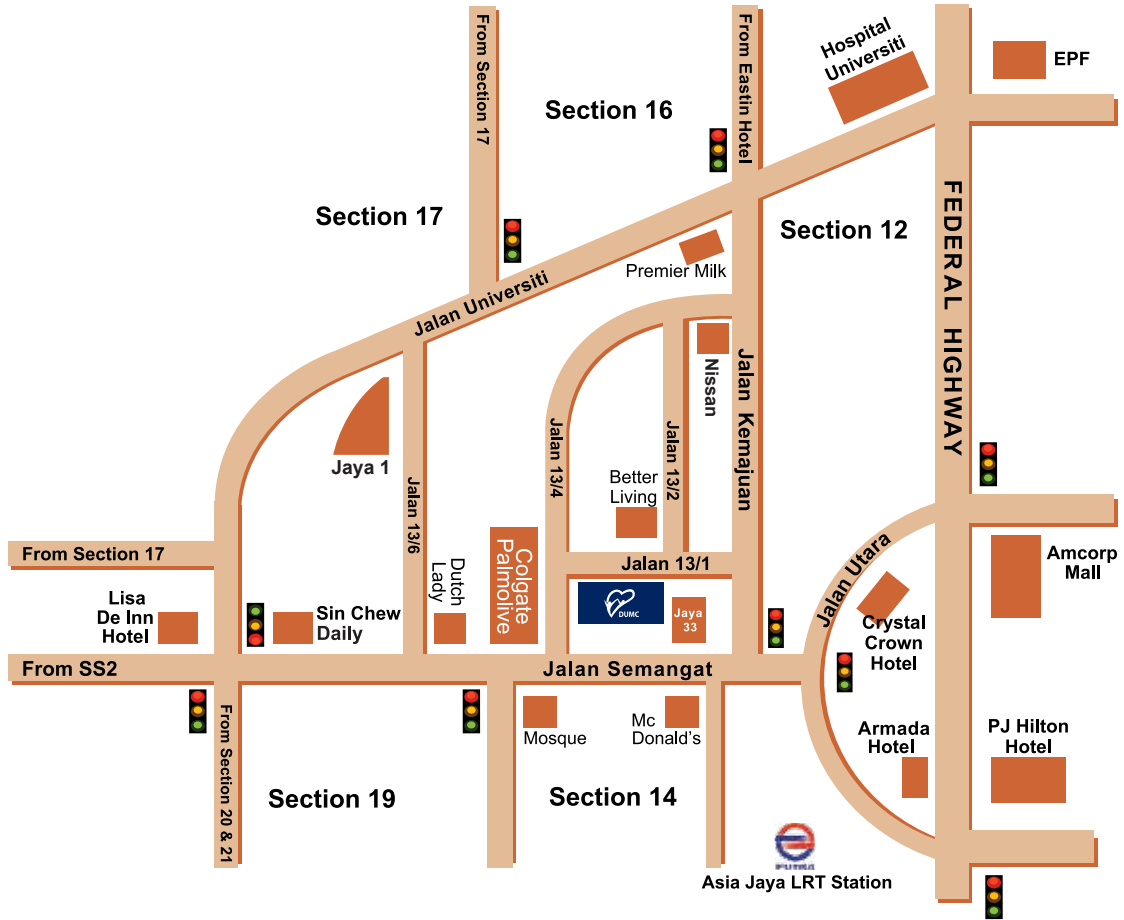 From Section 17
From Eastin Hotel
Hospital
Universiti
EPF
Section 16
Section 17
Section 12
Premier Milk
FEDERAL HIGHWAY
Jalan Universiti
Nissan
Jalan Kemajuan
Jaya 1
Jalan 13/6
Jalan 13/4
Jalan 13/2
Better
Living
From Section 17
Dutch
Lady
Colgate
Palmolive
Jalan 13/1
Jalan Utara
Amcorp
Mall
Lisa
De Inn
Hotel
Sin Chew
Daily
DUMC
Jaya
33
Crystal
Crown
Hotel
From SS2
Jalan Semangat
From Section 20 & 21
Mosque
Mc
Donald's
Armada
Hotel
PJ Hilton
Hotel
Section 19
Section 14
PUTRA
Asia Jaya LRT Station